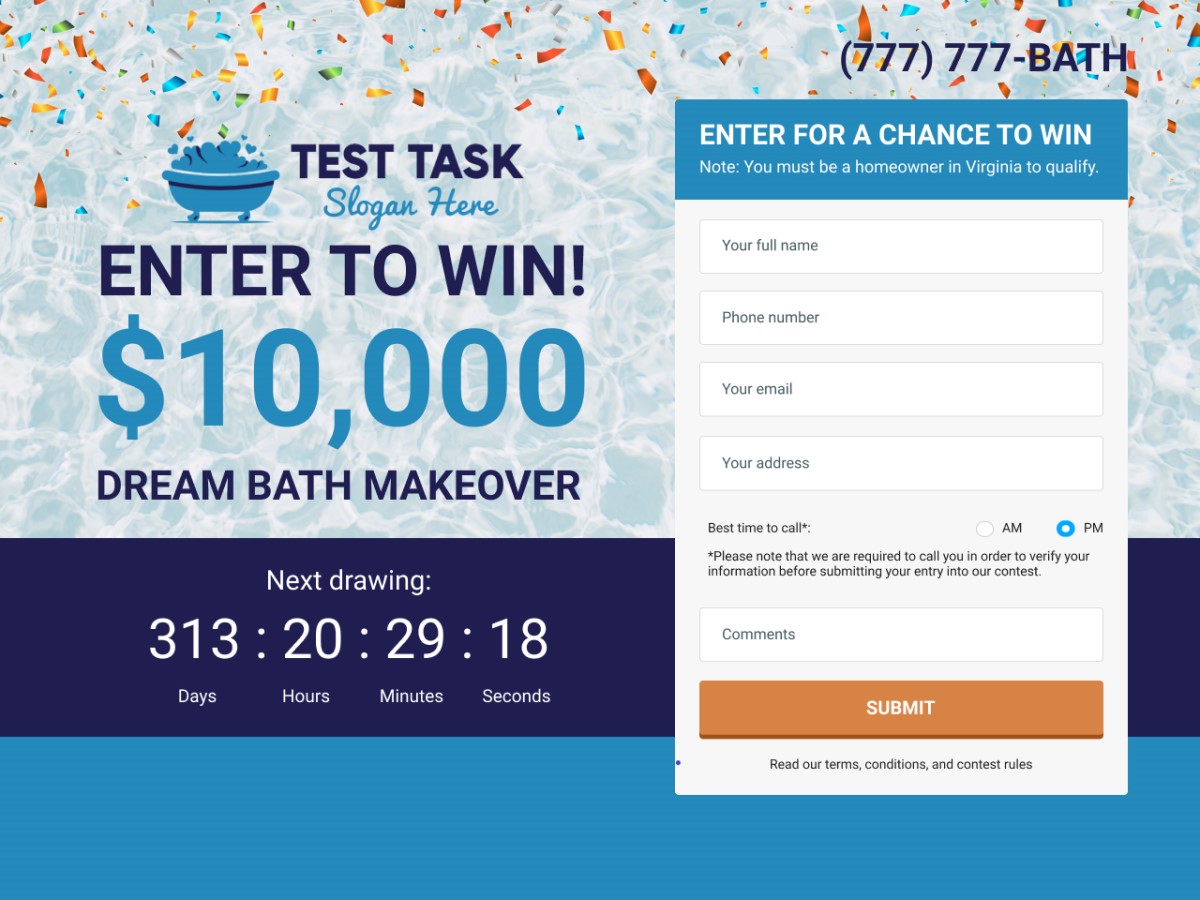 (777) 777-BATH
TEST TASK
Slogan Here
ENTER TO WIN!
$10,000
DREAM BATH MAKEOVER
Next drawing:
313 : 20 : 29 : 18
Days Hours Minutes Seconds
ENTER FOR A CHANCE TO WIN
Note: You must be a homeowner in Virginia to qualify.
Your full name
Phone number
Your email
Your address
Best time to call*: AM PM
*Please note that we are required to call you in order to verify your
information before submitting your entry into our contest.
Comments
SUBMIT
Read our terms, conditions, and contest rules